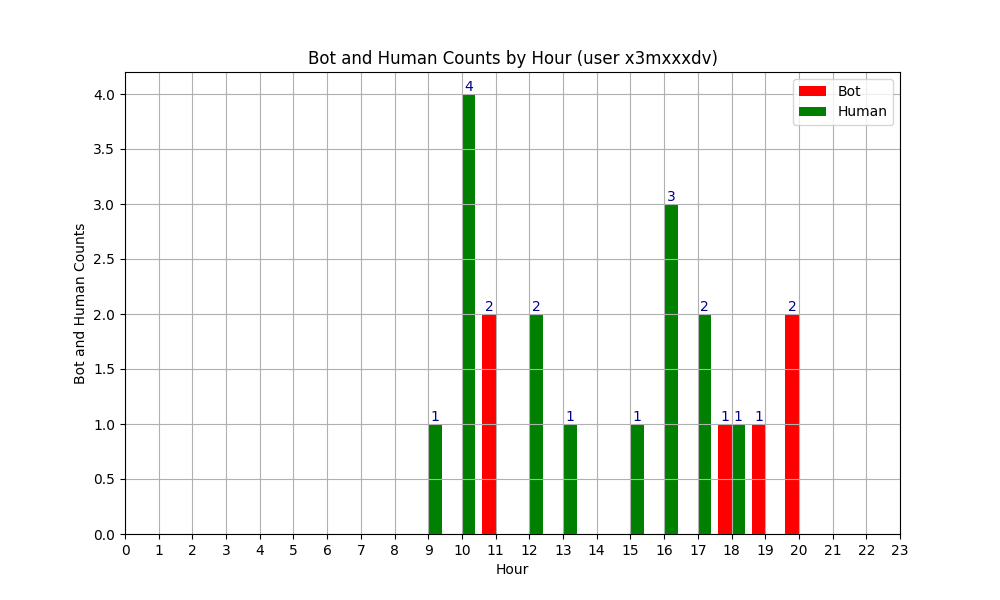 Bot and Human Counts by Hour (user x3mxxxdv)
Bot
Human
4.0
3.5
3.0
2.5
2.0
1.5
1.0
0.5
0.0
Bot and Human Counts
1 4 2 2 1 1 3 2 1 1 1 2
0 1 2 3 4 5 6 7 8 9 10 11 12 13 14 15 16 17 18 19 20 21 22 23
Hour